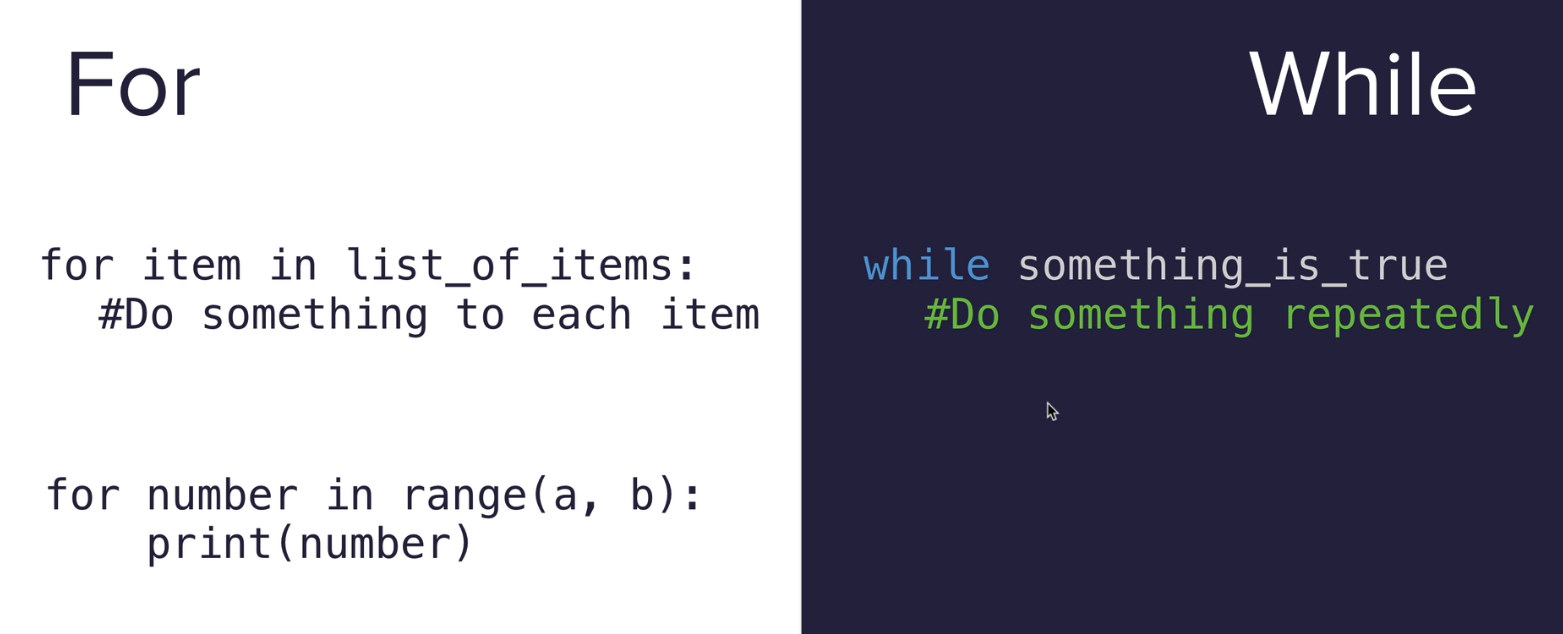 For
for item in list_of_items:
#Do something to each item
for number in range(a, b):
print(number)
While
while something_is_true
#Do something repeatedly